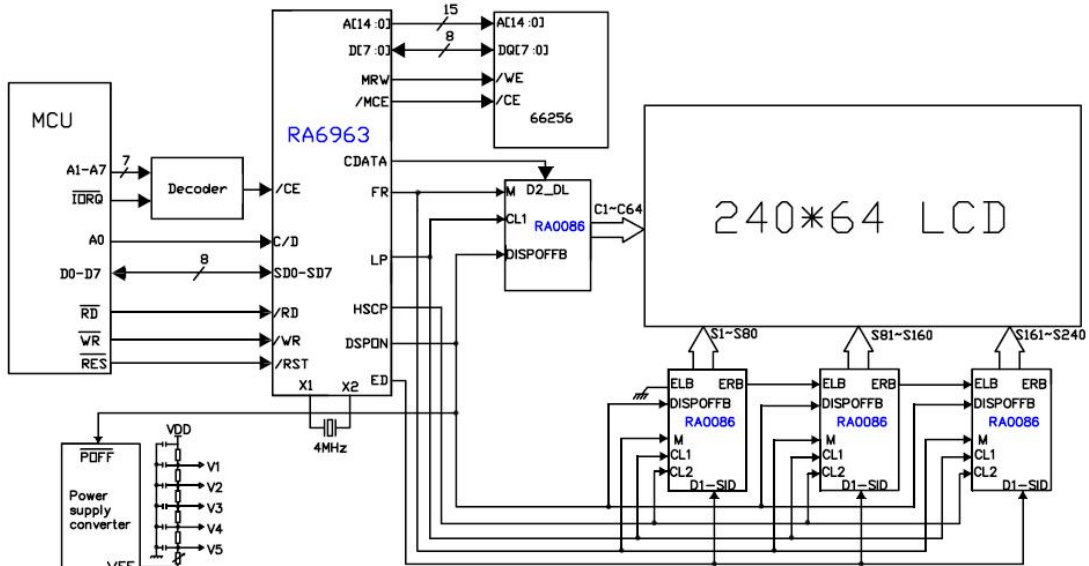 MCU
A1-A7
IORQ
A0
D0-D7
RD
WR
RES
7
8
Decoder
RA6963
/CE
C/D
SD0-SD7
/RD
/WR
/RST
X1 X2
4MHz
A[14:0]
D[7:0]
MRW
/MCE
CDATA
FR
LP
HSCP
DSPON
ED
15
8
A[14:0]
DQ[7:0]
/WE
/CE
66256
D2_DL
M
CL1
RA0086
DISPOFFB
C1~C64
240*64 LCD
S1~S80
S81~S160
S161~S240
ELB ERB
DISPOFFB
RA0086
M
CL1
CL2
D1-SID
ELB ERB
DISPOFFB
RA0086
M
CL1
CL2
D1-SID
ELB ERB
DISPOFFB
RA0086
M
CL1
CL2
D1-SID
POFF
Power
supply
converter
VDD
V1
V2
V3
V4
V5